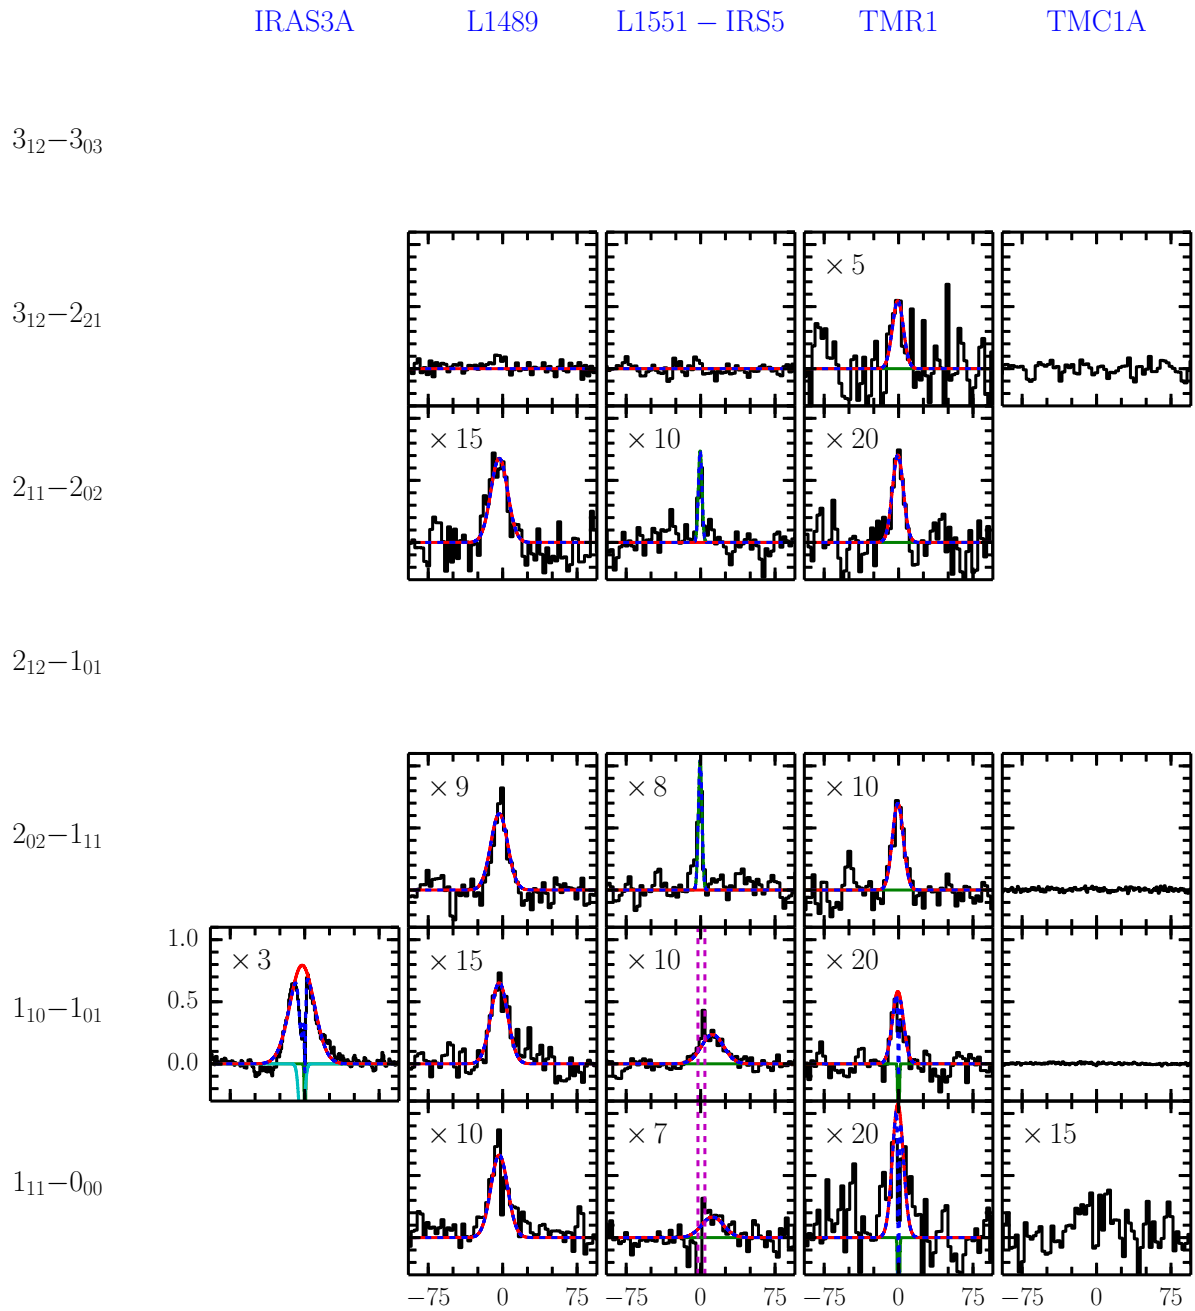 IRAS3A L1489 L1551 − IRS5 TMR1 TMC1A
3₁₂−3₀₃
3₁₂−2₂₁
× 5
2₁₁−2₀₂
× 15 × 10 × 20
2₁₂−1₀₁
2₀₂−1₁₁
× 9 × 8 × 10
1₁₀−1₀₁
1.0
0.5
0.0
× 3 × 15 × 10 × 20
1₁₁−0₀₀
× 10 × 7 × 20 × 15
−75 0 75 −75 0 75 −75 0 75 −75 0 75